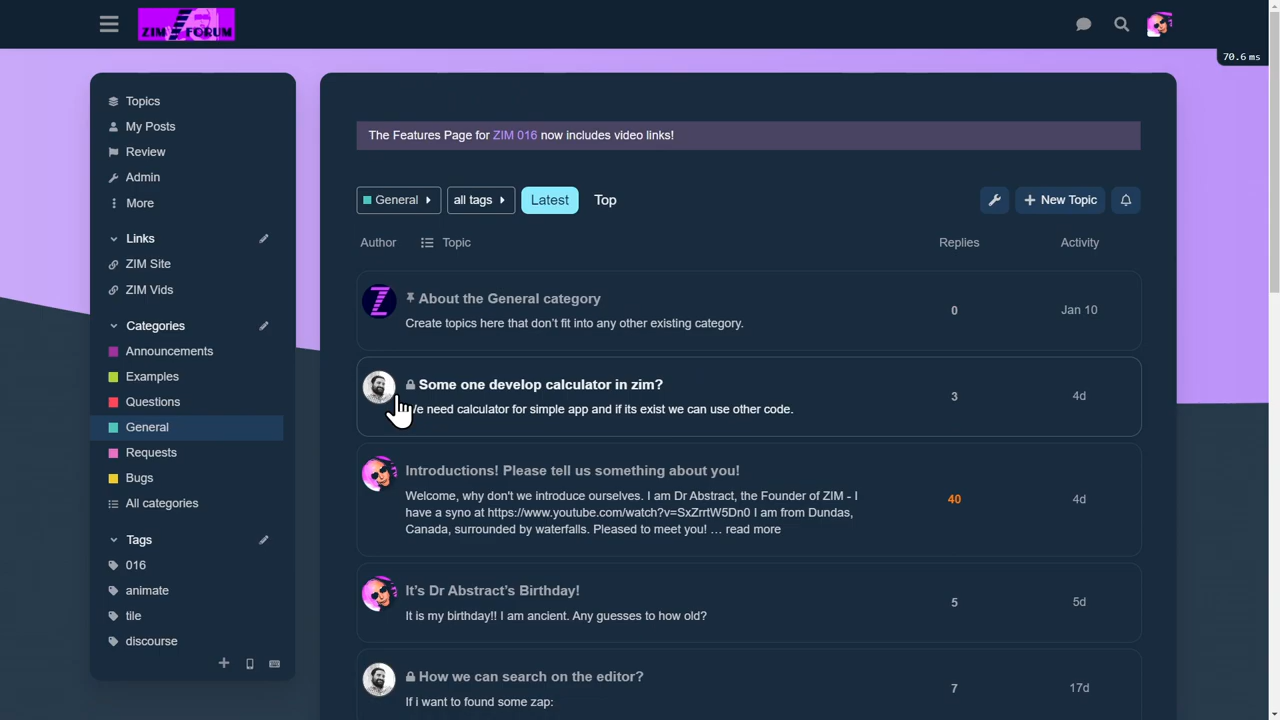 ZIM FORUM
70.6 ms
Topics
My Posts
Review
Admin
More
Links
ZIM Site
ZIM Vids
Categories
Announcements
Examples
Questions
General
Requests
Bugs
All categories
Tags
016
animate
tile
discourse
The Features Page for ZIM 016 now includes video links!
General
all tags
Latest
Top
New Topic
Author
Topic
Replies
Activity
About the General category
Create topics here that don’t fit into any other existing category.
0
Jan 10
Some one develop calculator in zim?
need calculator for simple app and if its exist we can use other code.
3
4d
Introductions! Please tell us something about you!
Welcome, why don't we introduce ourselves. I am Dr Abstract, the Founder of ZIM - I
have a syno at https://www.youtube.com/watch?v=SxZrrtW5Dn0 I am from Dundas,
Canada, surrounded by waterfalls. Pleased to meet you! … read more
40
4d
It’s Dr Abstract’s Birthday!
It is my birthday!! I am ancient. Any guesses to how old?
5
5d
How we can search on the editor?
If i want to found some zap:
7
17d